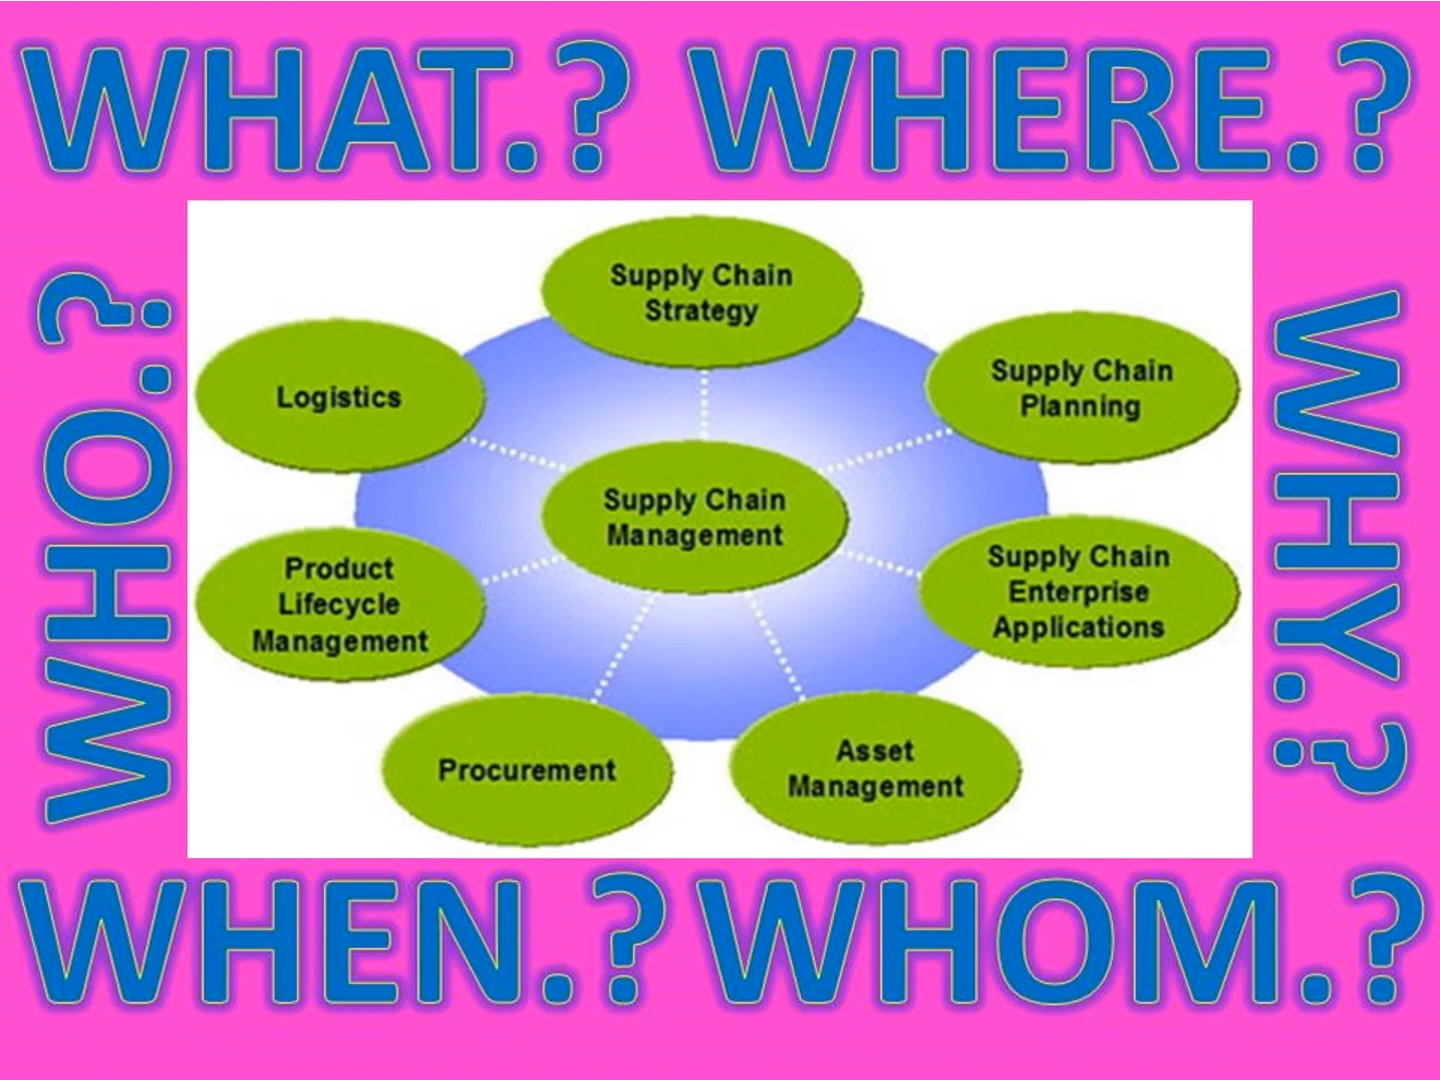 WHAT.? WHERE.?
WHO.?
WHY.?
Supply Chain
Strategy
Logistics
Supply Chain
Planning
Supply Chain
Management
Product
Lifecycle
Management
Supply Chain
Enterprise
Applications
Procurement
Asset
Management
WHEN.? WHOM.?